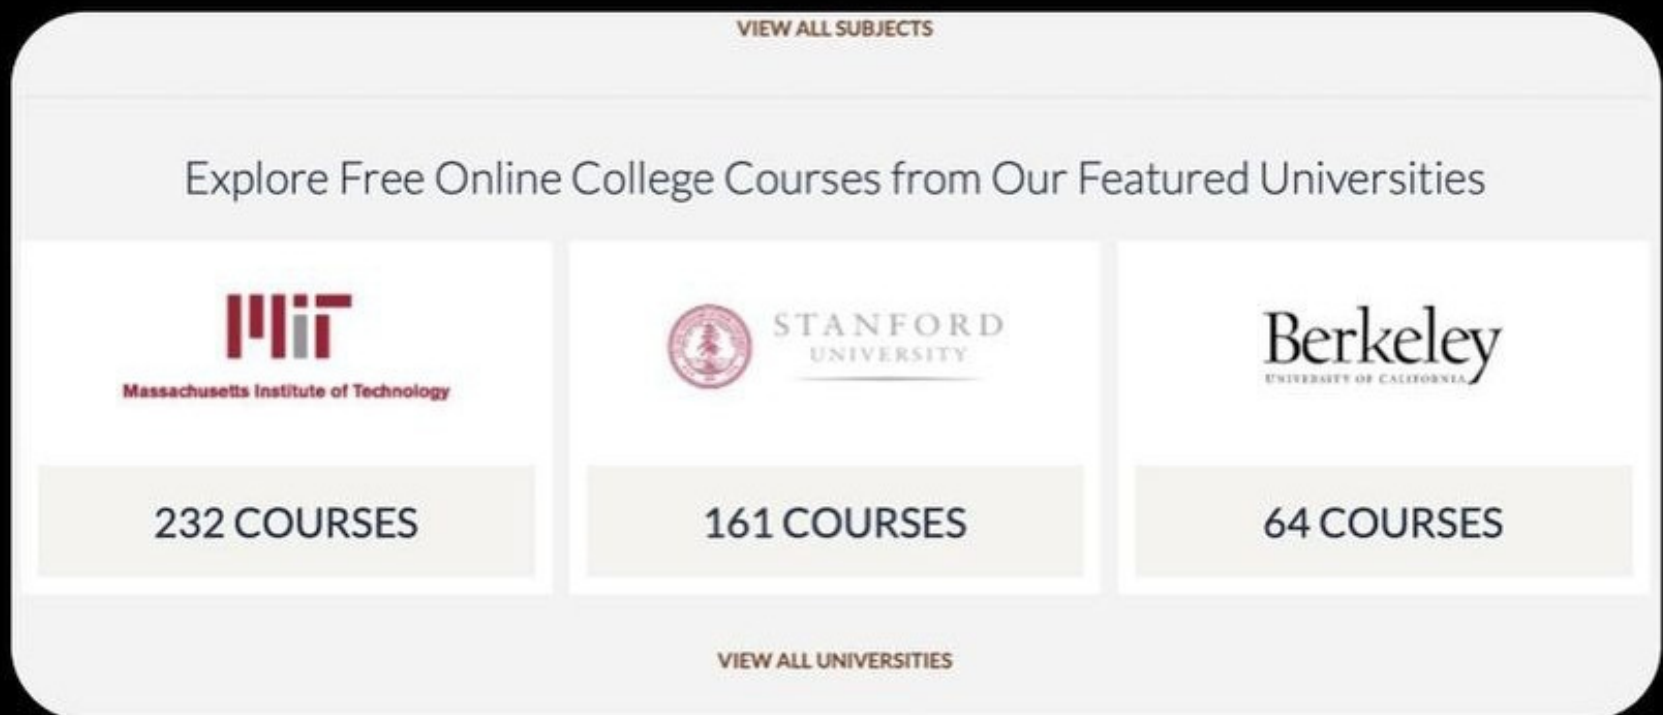 VIEW ALL SUBJECTS
Explore Free Online College Courses from Our Featured Universities
MIT
Massachusetts Institute of Technology
232 COURSES
STANFORD
UNIVERSITY
161 COURSES
Berkeley
UNIVERSITY OF CALIFORNIA
64 COURSES
VIEW ALL UNIVERSITIES